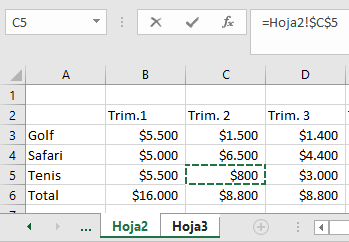 C5 =Hoja2!$C$5
A B C D
1
2 Trim.1 Trim. 2 Trim. 3
3 Golf $5.500 $1.500 $1.400
4 Safari $5.000 $6.500 $4.400
5 Tenis $5.500 $800 $3.000
6 Total $16.000 $8.800 $8.800
... Hoja2 Hoja3